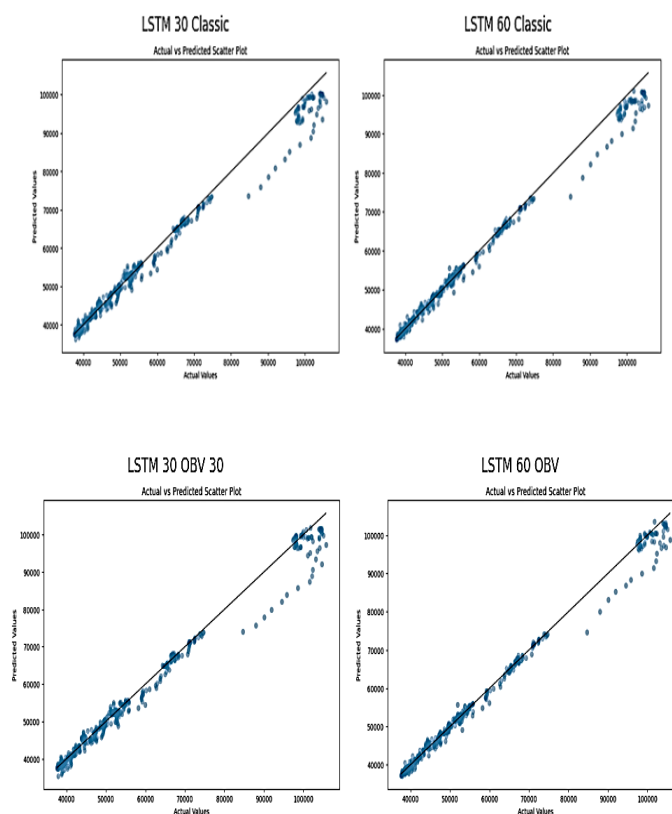 LSTM 30 Classic
Actual vs Predicted Scatter Plot
100000
90000
80000
70000
60000
50000
40000
Predicted Values
40000 50000 60000 70000 80000 90000 100000
Actual Values
LSTM 60 Classic
Actual vs Predicted Scatter Plot
100000
90000
80000
70000
60000
50000
40000
Predicted Values
40000 50000 60000 70000 80000 90000 100000
Actual Values
LSTM 30 OBV 30
Actual vs Predicted Scatter Plot
100000
90000
80000
70000
60000
50000
40000
Predicted Values
40000 50000 60000 70000 80000 90000 100000
Actual Values
LSTM 60 OBV
Actual vs Predicted Scatter Plot
100000
90000
80000
70000
60000
50000
40000
Predicted Values
40000 50000 60000 70000 80000 90000 100000
Actual Values